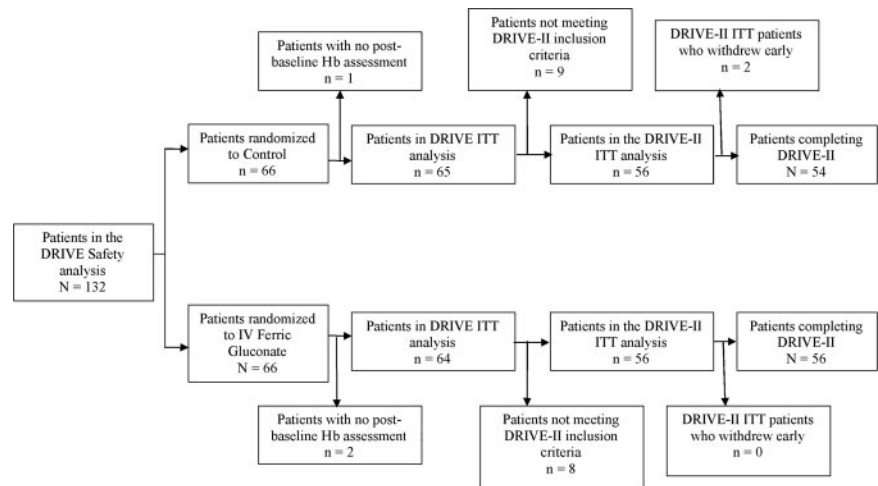 Patients with no post-
baseline Hb assessment
n = 1
Patients not meeting
DRIVE-II inclusion
criteria
n = 9
DRIVE-II ITT patients
who withdrew early
n = 2
Patients randomized
to Control
n = 66
Patients in DRIVE ITT
analysis
n = 65
Patients in the DRIVE-II
ITT analysis
n = 56
Patients completing
DRIVE-II
N = 54
Patients in the
DRIVE Safety
analysis
N = 132
Patients randomized
to IV Ferric
Gluconate
N = 66
Patients in DRIVE ITT
analysis
n = 64
Patients in the DRIVE-II
ITT analysis
n = 56
Patients completing
DRIVE-II
N = 56
Patients with no post-
baseline Hb assessment
n = 2
Patients not meeting
DRIVE-II inclusion
criteria
n = 8
DRIVE-II ITT patients
who withdrew early
n = 0